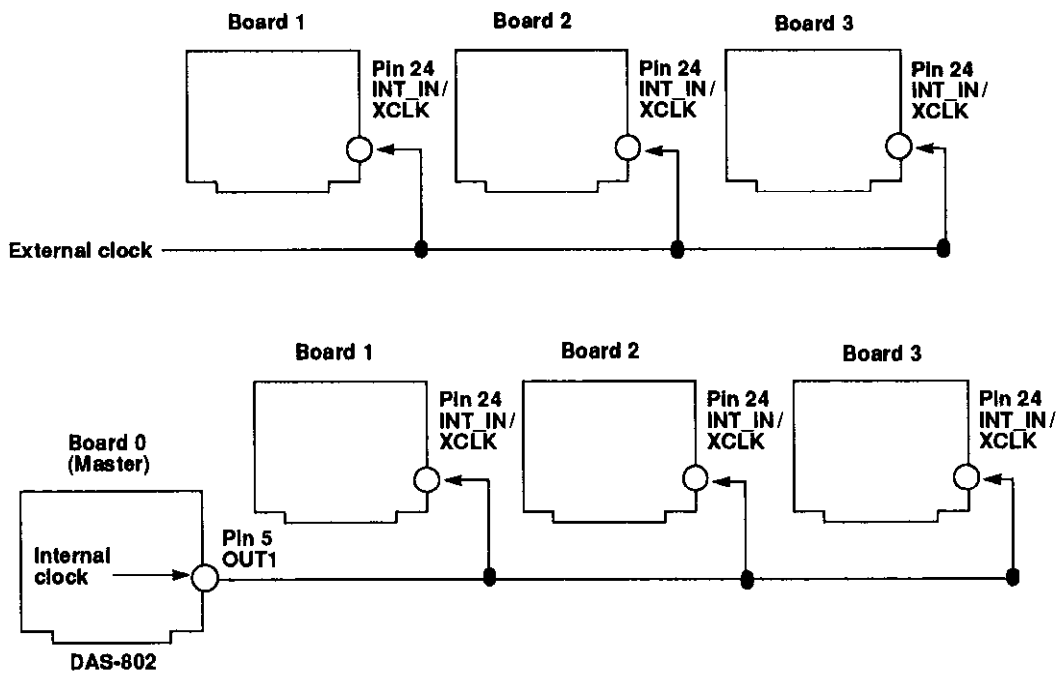 Board 1
Board 2
Board 3
Pin 24
INT_IN/
XCLK
Pin 24
INT_IN/
XCLK
Pin 24
INT_IN/
XCLK
External clock
Board 1
Board 2
Board 3
Pin 24
INT_IN/
XCLK
Pin 24
INT_IN/
XCLK
Pin 24
INT_IN/
XCLK
Board 0
(Master)
Pin 5
OUT1
Internal
clock
DAS-802